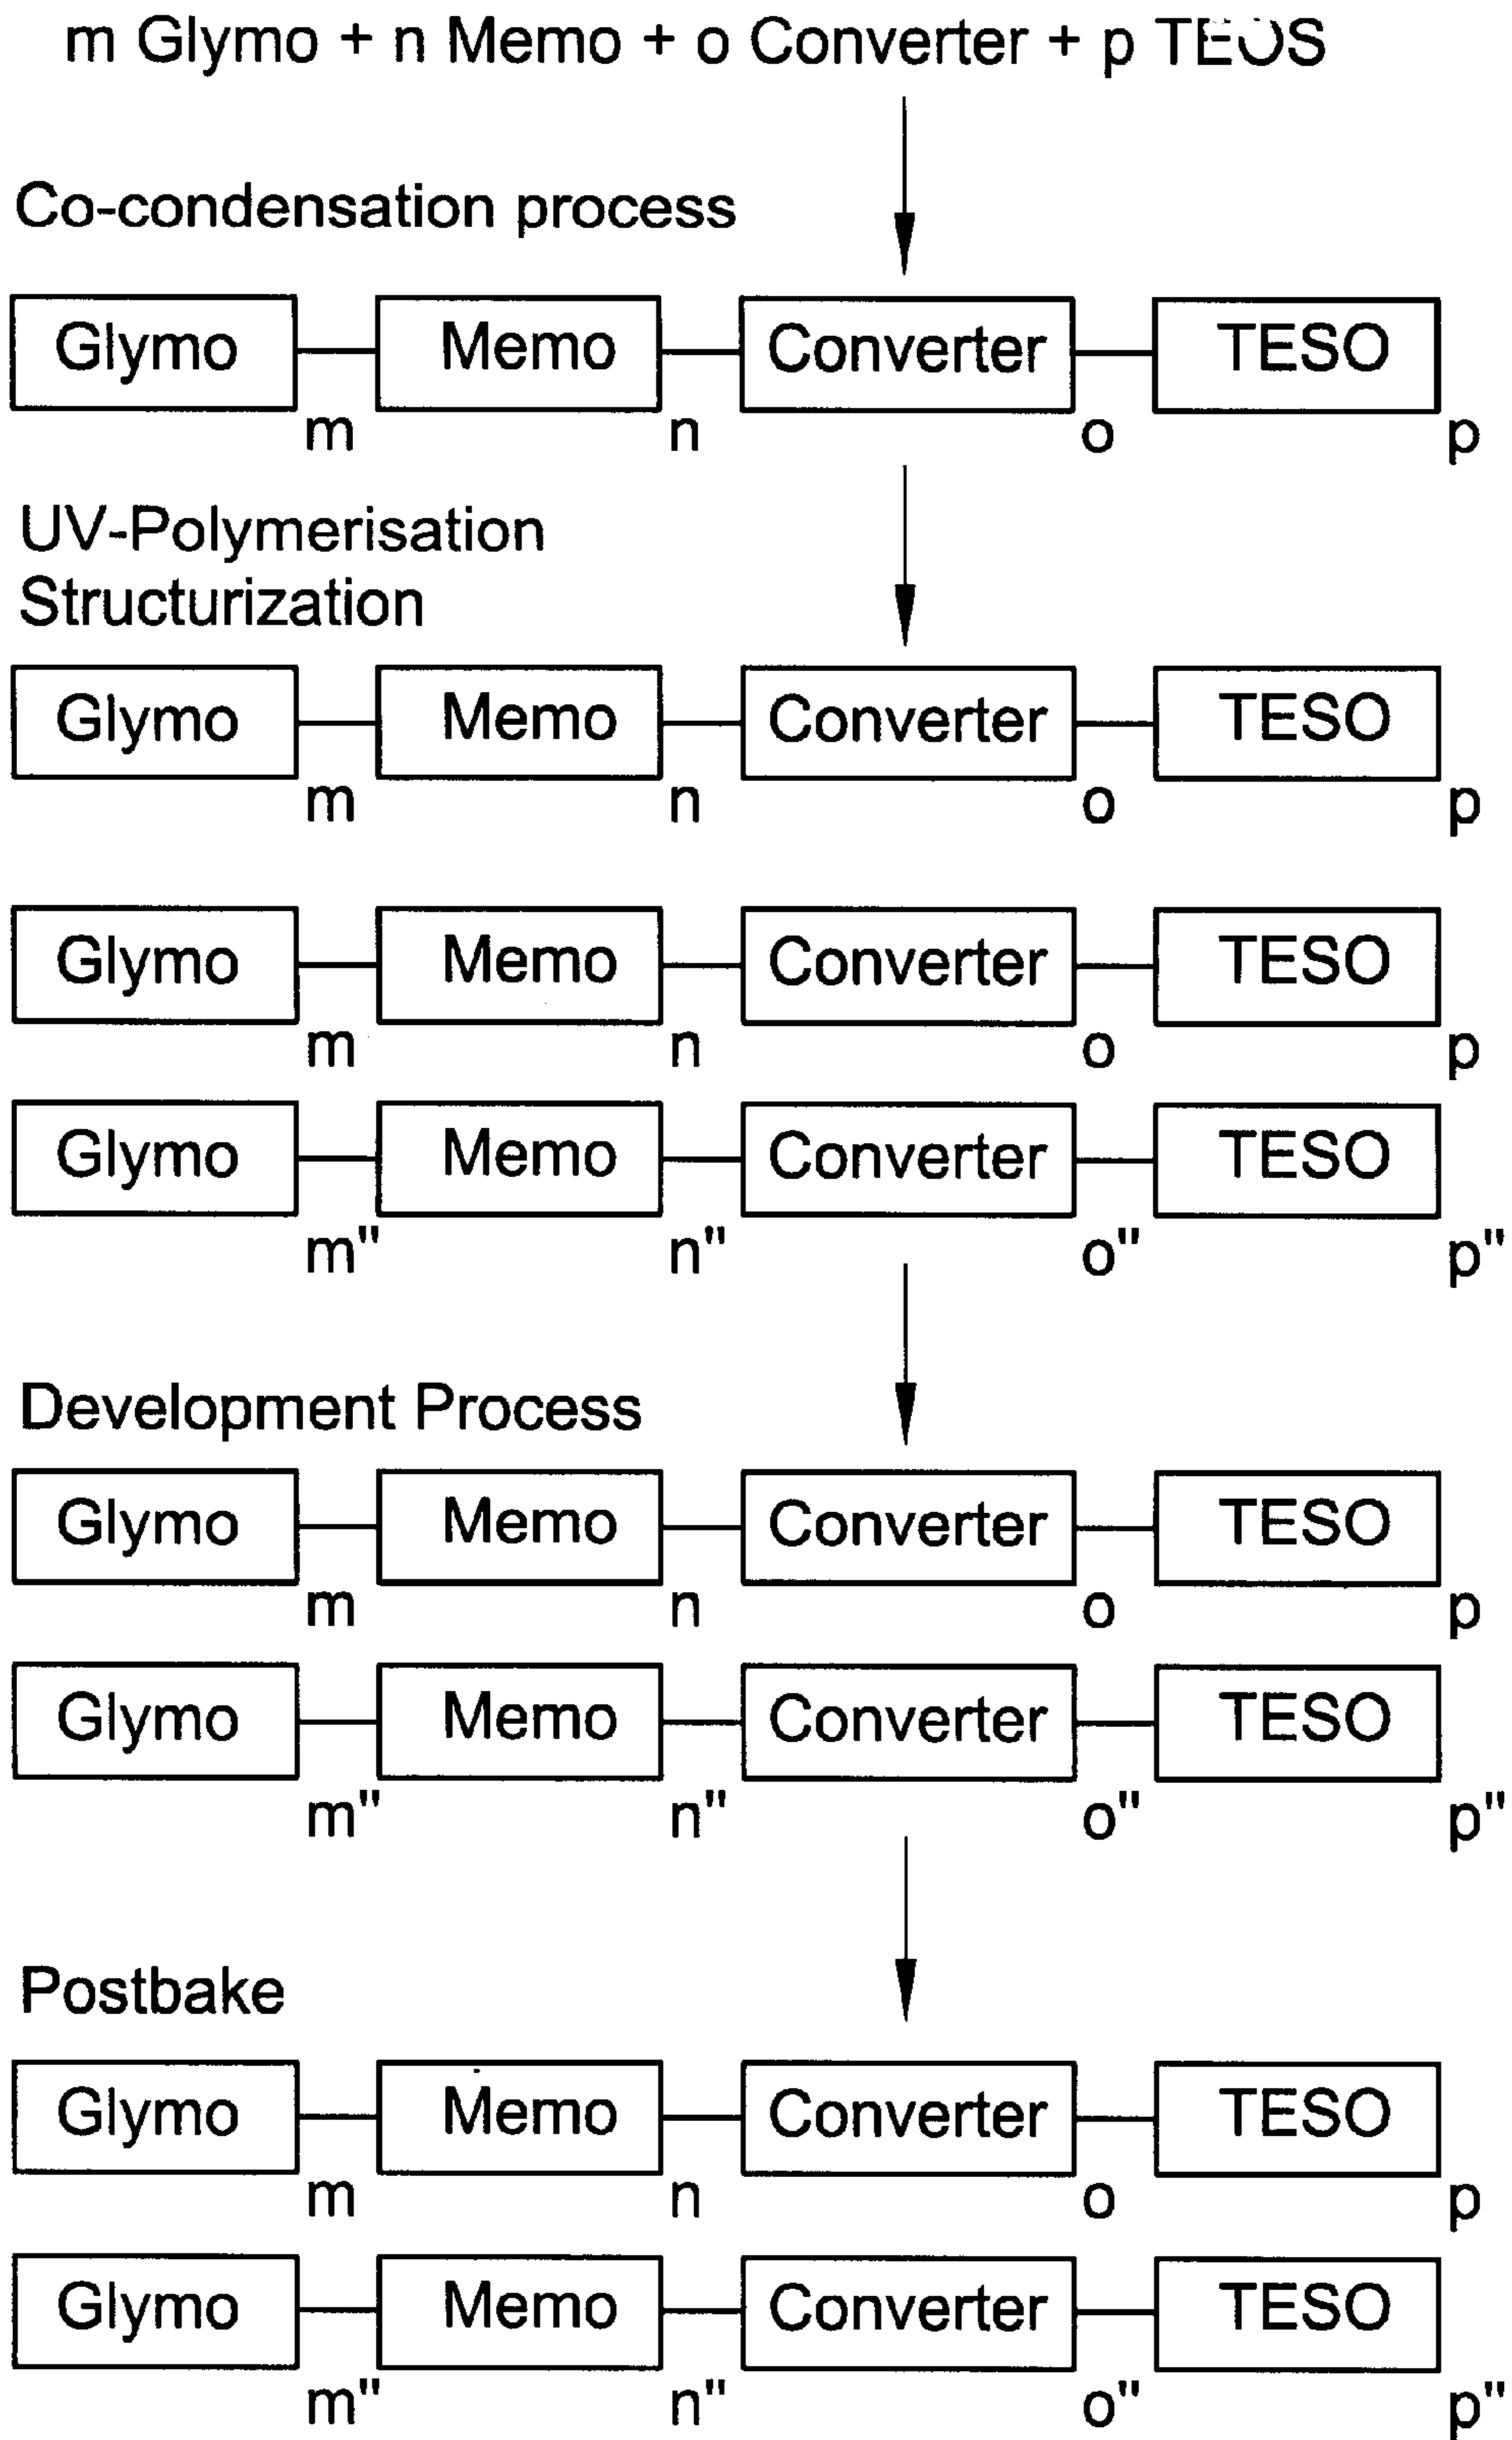 m Glymo + n Memo + o Converter + p TEOS
Co-condensation process
Glymo Memo Converter TESO
m n o p
UV-Polymerisation
Structurization
Glymo Memo Converter TESO
m n o p
Glymo Memo Converter TESO
m n o p
Glymo Memo Converter TESO
m" n" o" p"
Development Process
Glymo Memo Converter TESO
m n o p
Glymo Memo Converter TESO
m" n" o" p"
Postbake
Glymo Memo Converter TESO
m n o p
Glymo Memo Converter TESO
m" n" o" p"